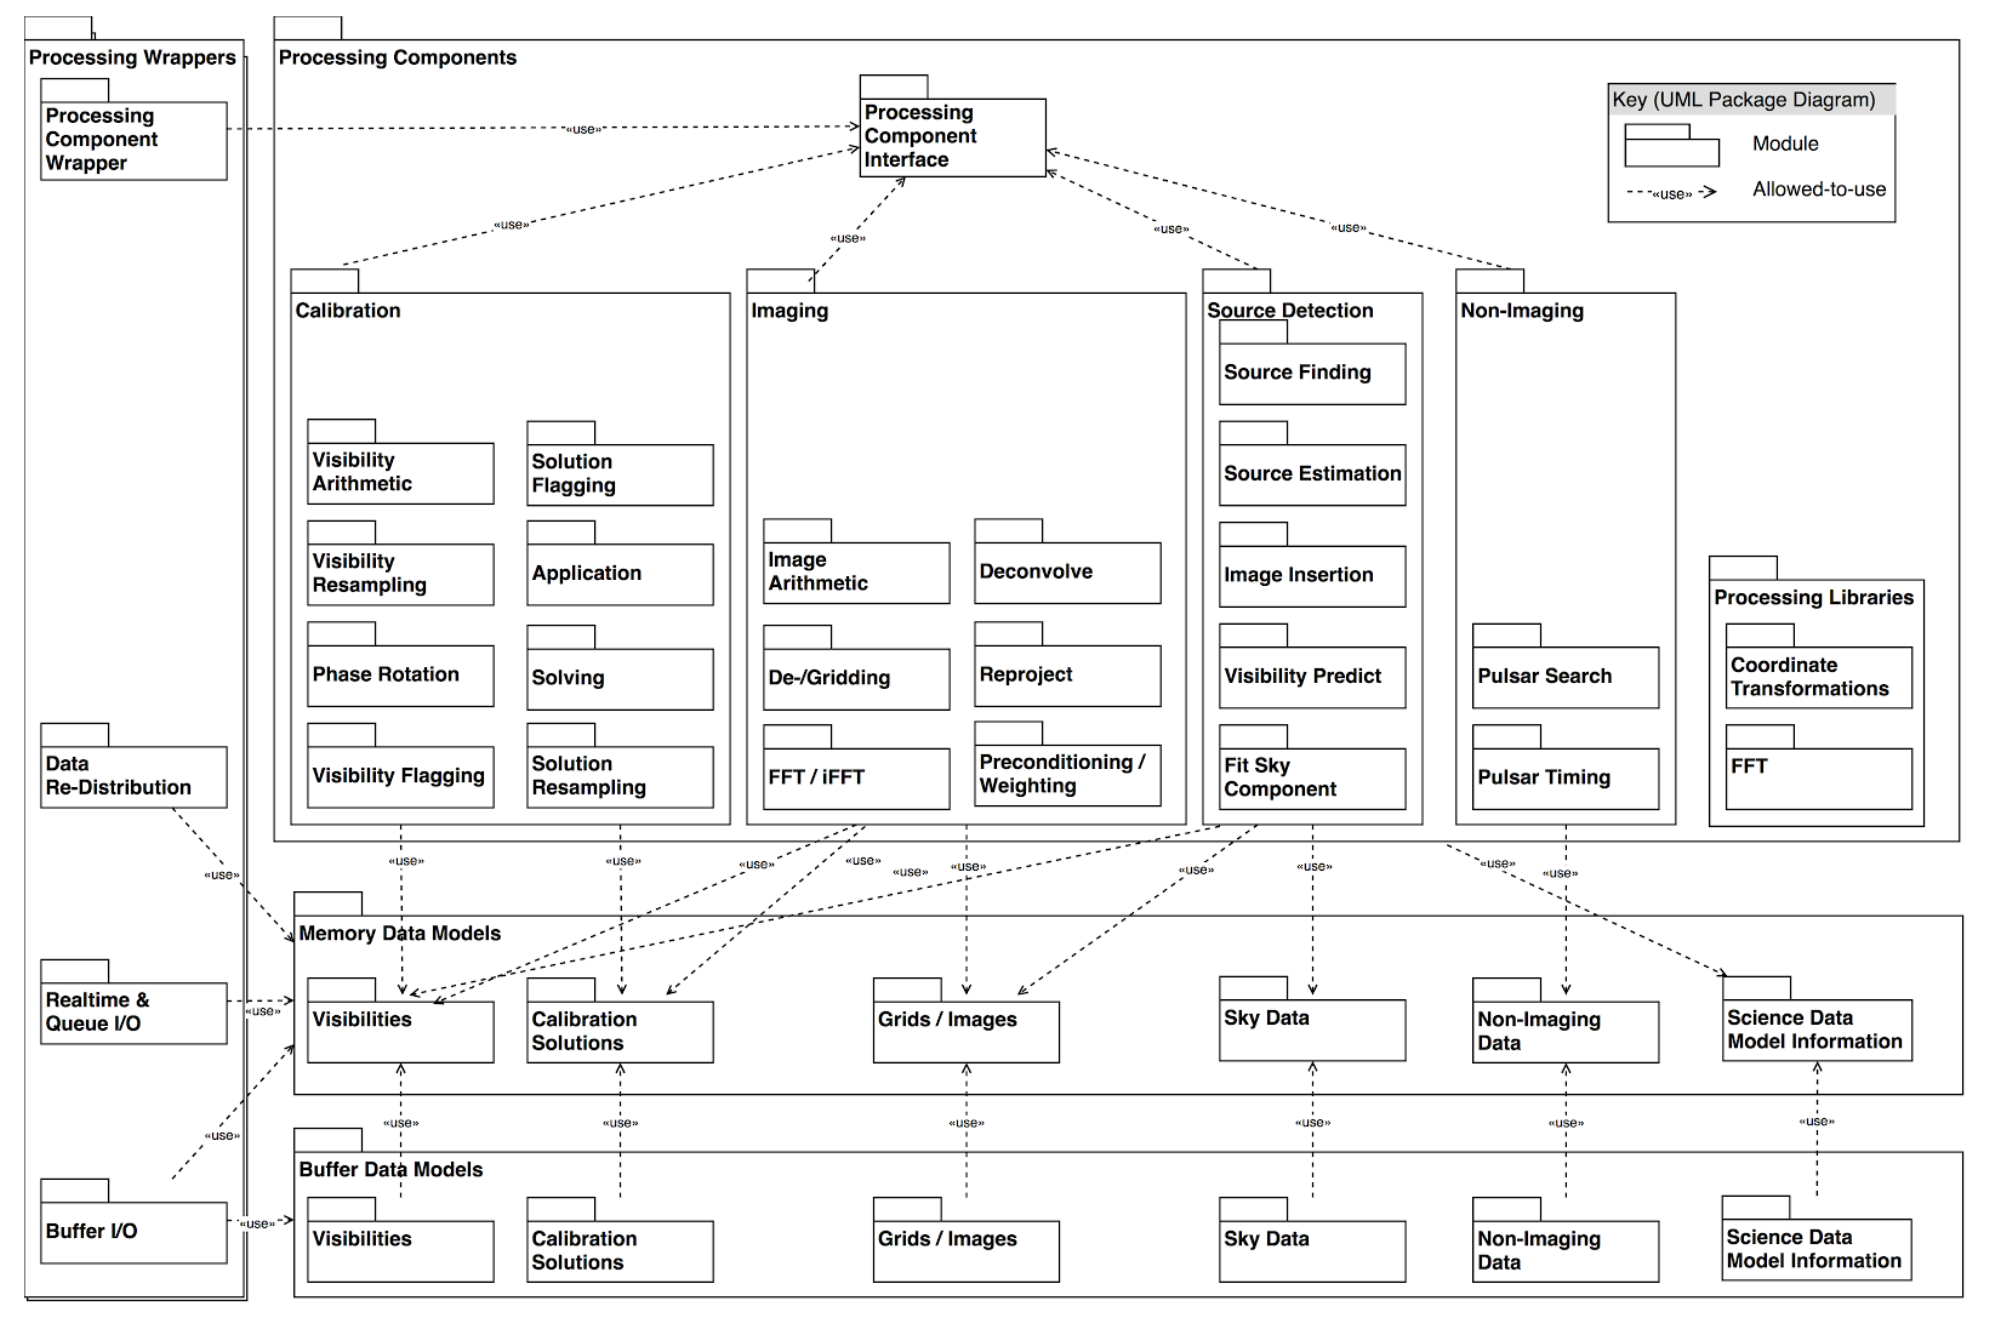 Processing Wrappers
Processing
Component
Wrapper
Data
Re-Distribution
Realtime &
Queue I/O
Buffer I/O
«use»
«use»
«use»
«use»
«use»
Processing Components
Processing
Component
Interface
Key (UML Package Diagram)
Module
«use»
Allowed-to-use
«use»
«use»
«use»
«use»
Calibration
Visibility
Arithmetic
Solution
Flagging
Visibility
Resampling
Application
Phase Rotation
Solving
Visibility Flagging
Solution
Resampling
Imaging
Image
Arithmetic
Deconvolve
De-/Gridding
Reproject
FFT / iFFT
Preconditioning /
Weighting
Source Detection
Source Finding
Source Estimation
Image Insertion
Visibility Predict
Fit Sky
Component
Non-Imaging
Pulsar Search
Pulsar Timing
Processing Libraries
Coordinate
Transformations
FFT
«use»
«use»
«use»
«use»
«use»
«use»
«use»
«use»
«use»
«use»
Memory Data Models
Visibilities
Calibration
Solutions
Grids / Images
Sky Data
Non-Imaging
Data
Science Data
Model Information
«use»
«use»
«use»
«use»
«use»
«use»
Buffer Data Models
Visibilities
Calibration
Solutions
Grids / Images
Sky Data
Non-Imaging
Data
Science Data
Model Information